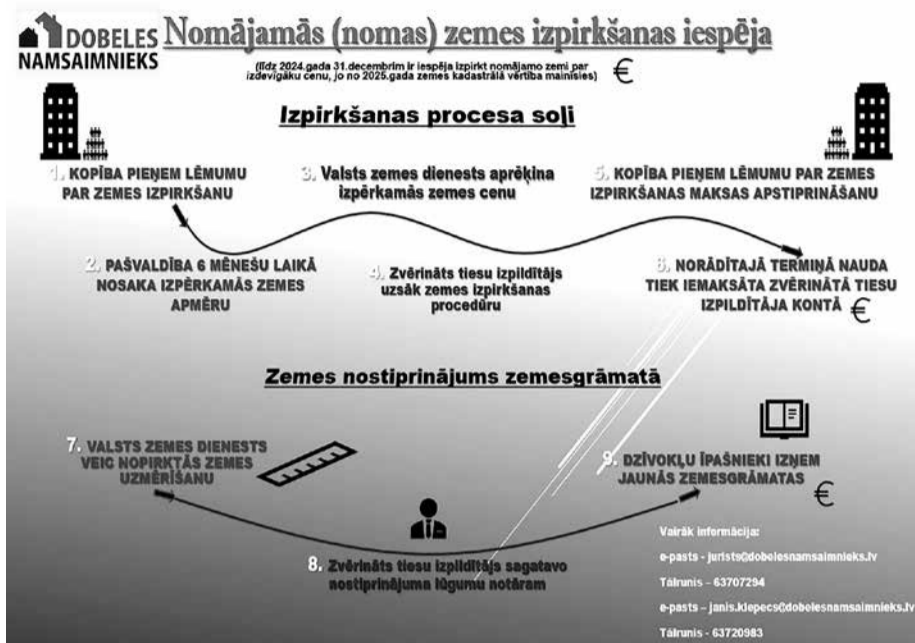 DOBELES
NAMSAIMNIEKS
Nomājamās (nomas) zemes izpirkšanas iespēja
(līdz 2024.gada 31.decembrim ir iespēja izpirkt nomājamo zemi par
izdevīgāku cenu, jo no 2025.gada zemes kadastrālā vērtība mainīsies)
€
Izpirkšanas procesa soļi
1. KOPĪBA PIEŅEM LĒMUMU
PAR ZEMES IZPIRKŠANU
2. PAŠVALDĪBA 6 MĒNEŠU LAIKĀ
NOSAKA IZPĒRKAMĀS ZEMES
APMĒRU
3. Valsts zemes dienests aprēķina
izpērkamās zemes cenu
4. Zvērināts tiesu izpildītājs
uzsāk zemes izpirkšanas
procedūru
5. KOPĪBA PIEŅEM LĒMUMU PAR ZEMES
IZPIRKŠANAS MAKSAS APSTIPRINĀŠANU
6. NORĀDĪTAJĀ TERMIŅĀ NAUDA
TIEK IEMAKSĀTA ZVĒRINĀTĀ TIESU
IZPILDĪTĀJA KONTĀ €
Zemes nostiprinājums zemesgrāmatā
7. VALSTS ZEMES DIENESTS
VEIC NOPIRKTĀS ZEMES
UZMĒRĪŠANU
8. Zvērināts tiesu izpildītājs sagatavo
nostiprinājuma lūgumu notāram
9. DZĪVOKĻU ĪPAŠNIEKI IZŅEM
JAUNĀS ZEMESGRĀMATAS
€
Vairāk informācija:
e-pasts - jurists@dobelesnamsaimnieks.lv
Tālrunis - 63707294
e-pasts – janis.klepecs@dobelesnamsaimnieks.lv
Tālrunis - 63720983